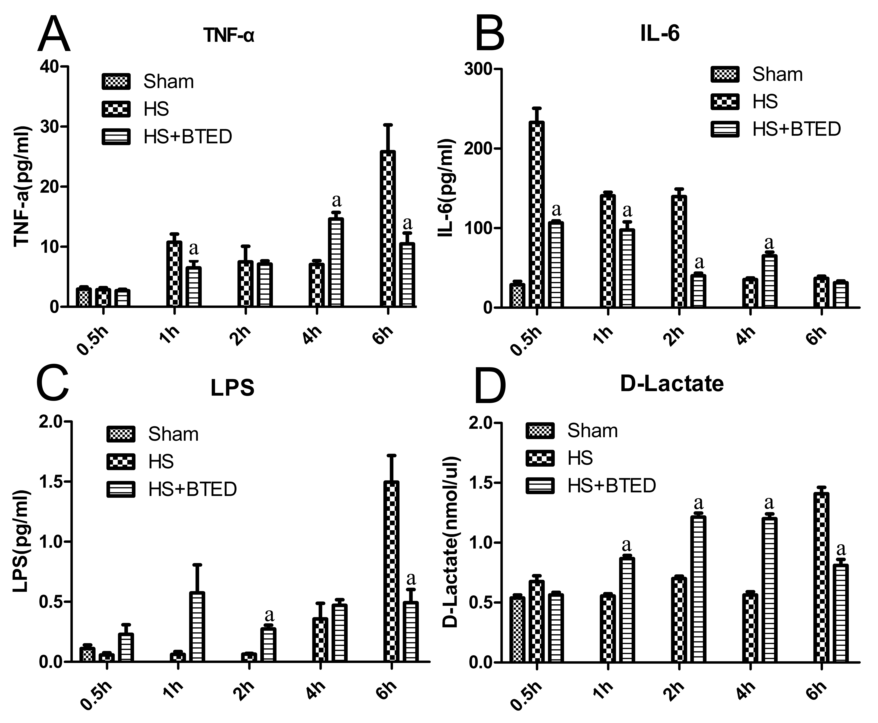 A
TNF-α
TNF-a(pg/ml)
40
30
20
10
0
Sham
HS
HS+BTED
a
a
a
0.5h
1h
2h
4h
6h
B
IL-6
IL-6(pg/ml)
300
200
100
0
Sham
HS
HS+BTED
a
a
a
a
0.5h
1h
2h
4h
6h
C
LPS
LPS(pg/ml)
2.0
1.5
1.0
0.5
0.0
Sham
HS
HS+BTED
a
a
0.5h
1h
2h
4h
6h
D
D-Lactate
D-Lactate(nmol/ul)
2.0
1.5
1.0
0.5
0.0
Sham
HS
HS+BTED
a
a
a
a
0.5h
1h
2h
4h
6h